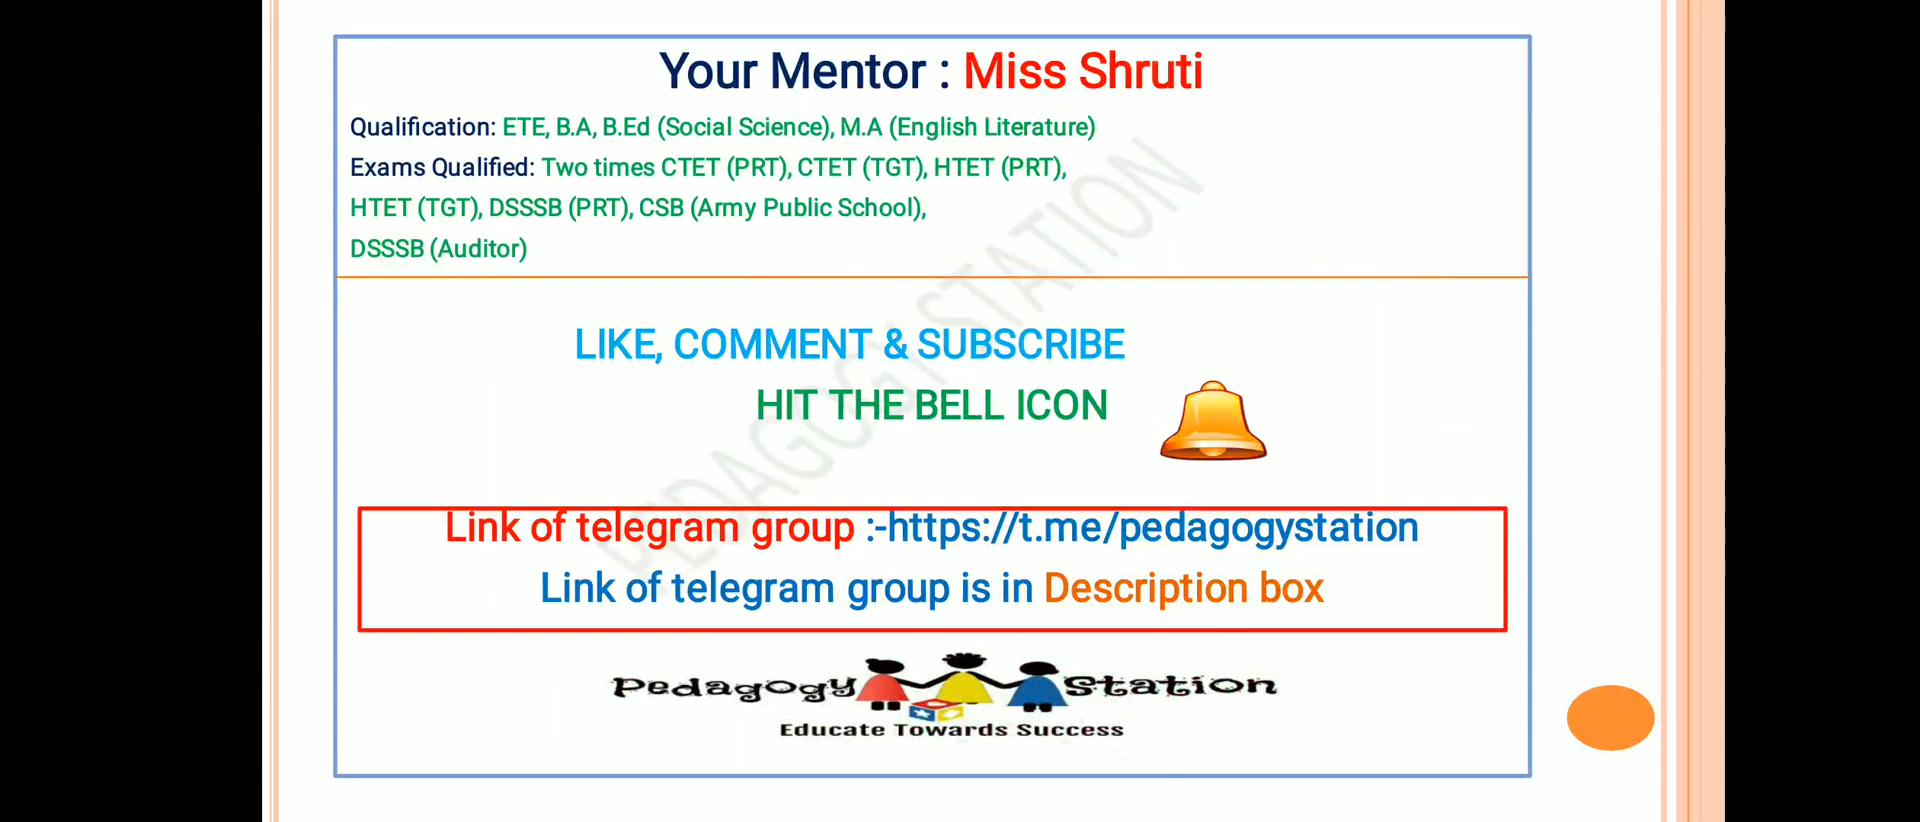 Your Mentor : Miss Shruti
Qualification: ETE, B.A, B.Ed (Social Science), M.A (English Literature)
Exams Qualified: Two times CTET (PRT), CTET (TGT), HTET (PRT),
HTET (TGT), DSSSB (PRT), CSB (Army Public School),
DSSSB (Auditor)
PEDAGOGY STATION
LIKE, COMMENT & SUBSCRIBE
HIT THE BELL ICON
Link of telegram group :-https://t.me/pedagogystation
Link of telegram group is in Description box
Pedagogy Station
Educate Towards Success